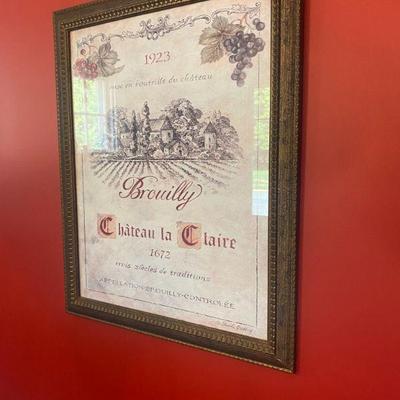 1923
mise en bouteille du château
Brouilly
Château la Claire
1672
trois siècles de traditions
APPELLATION BROUILLY-CONTROLÉE